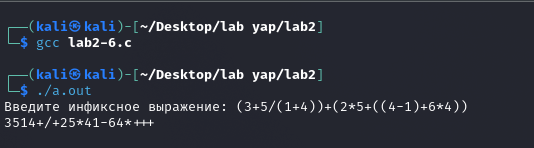 ┌──(kali㉿kali)-[~/Desktop/lab yap/lab2]
└─$ gcc lab2-6.c
┌──(kali㉿kali)-[~/Desktop/lab yap/lab2]
└─$ ./a.out
Введите инфиксное выражение: (3+5/(1+4))+(2*5+((4-1)+6*4))
3514+/+25*41-64*+++